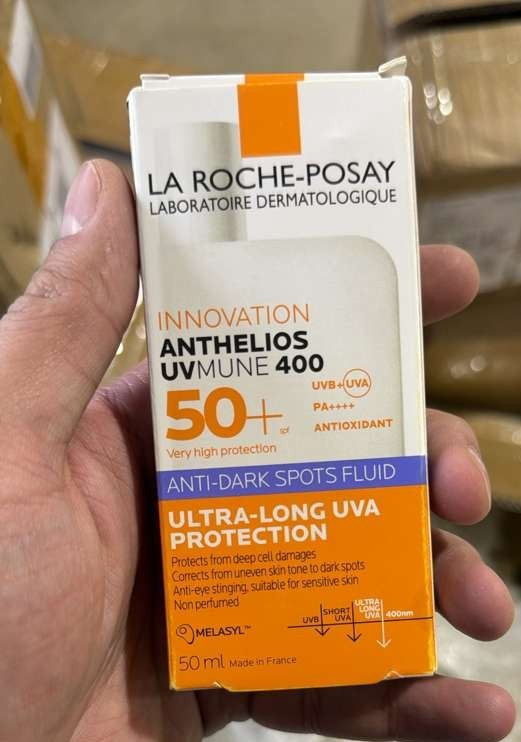 LA ROCHE-POSAY
LABORATOIRE DERMATOLOGIQUE
INNOVATION
ANTHELIOS
UVMUNE 400
50+
spf
UVB+UVA
PA++++
ANTIOXIDANT
Very high protection
ANTI-DARK SPOTS FLUID
ULTRA-LONG UVA
PROTECTION
Protects from deep cell damages
Corrects from uneven skin tone to dark spots
Anti-eye stinging, suitable for sensitive skin
Non perfumed
MELASYL™
UVB
SHORT
UVA
ULTRA
LONG
UVA
400nm
50 ml Made in France